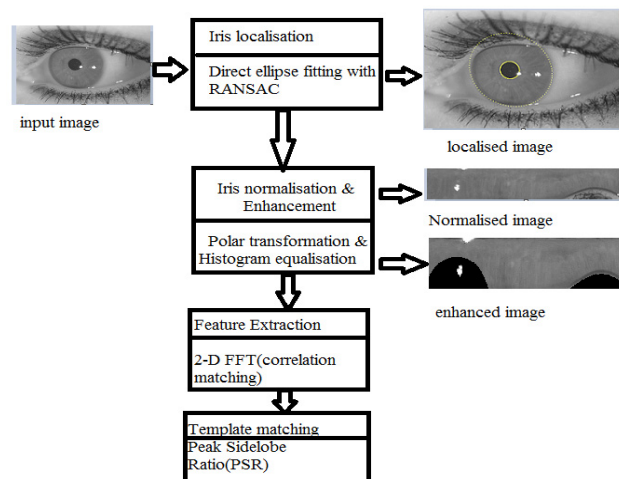 Iris localisation
Direct ellipse fitting with
RANSAC
input image
localised image
Iris normalisation &
Enhancement
Polar transformation &
Histogram equalisation
Normalised image
enhanced image
Feature Extraction
2-D FFT(correlation
matching)
Template matching
Peak Sidelobe
Ratio(PSR)